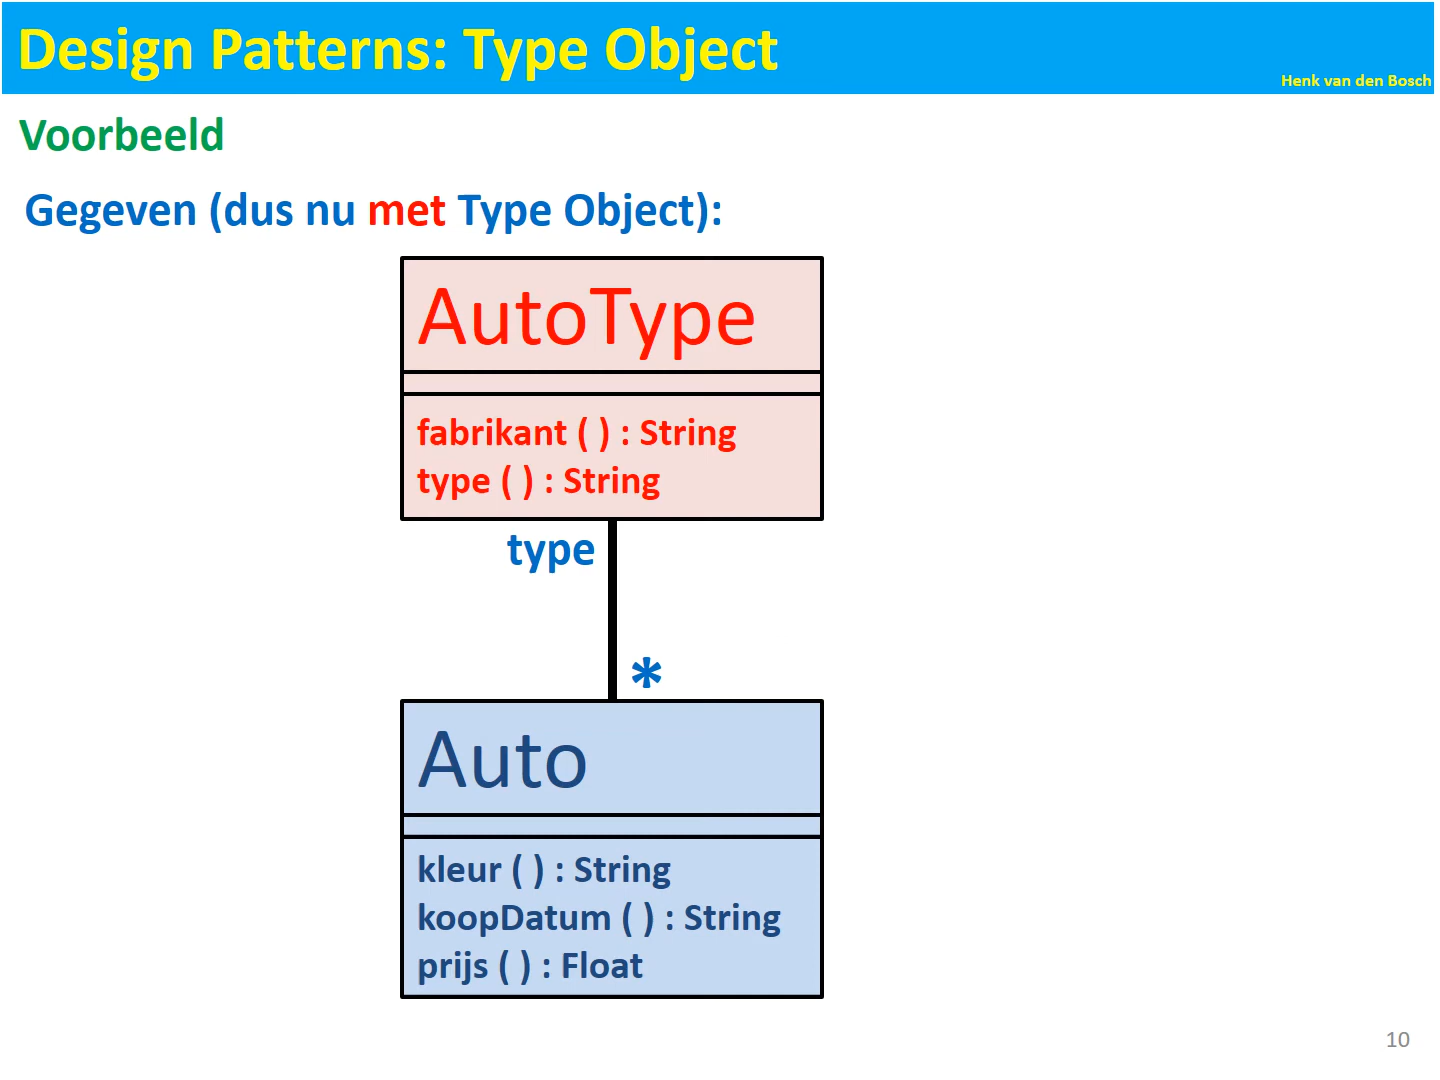 Design Patterns: Type Object
Henk van den Bosch
Voorbeeld
Gegeven (dus nu met Type Object):
AutoType
fabrikant ( ) : String
type ( ) : String
type
*
Auto
kleur ( ) : String
koopDatum ( ) : String
prijs ( ) : Float
10